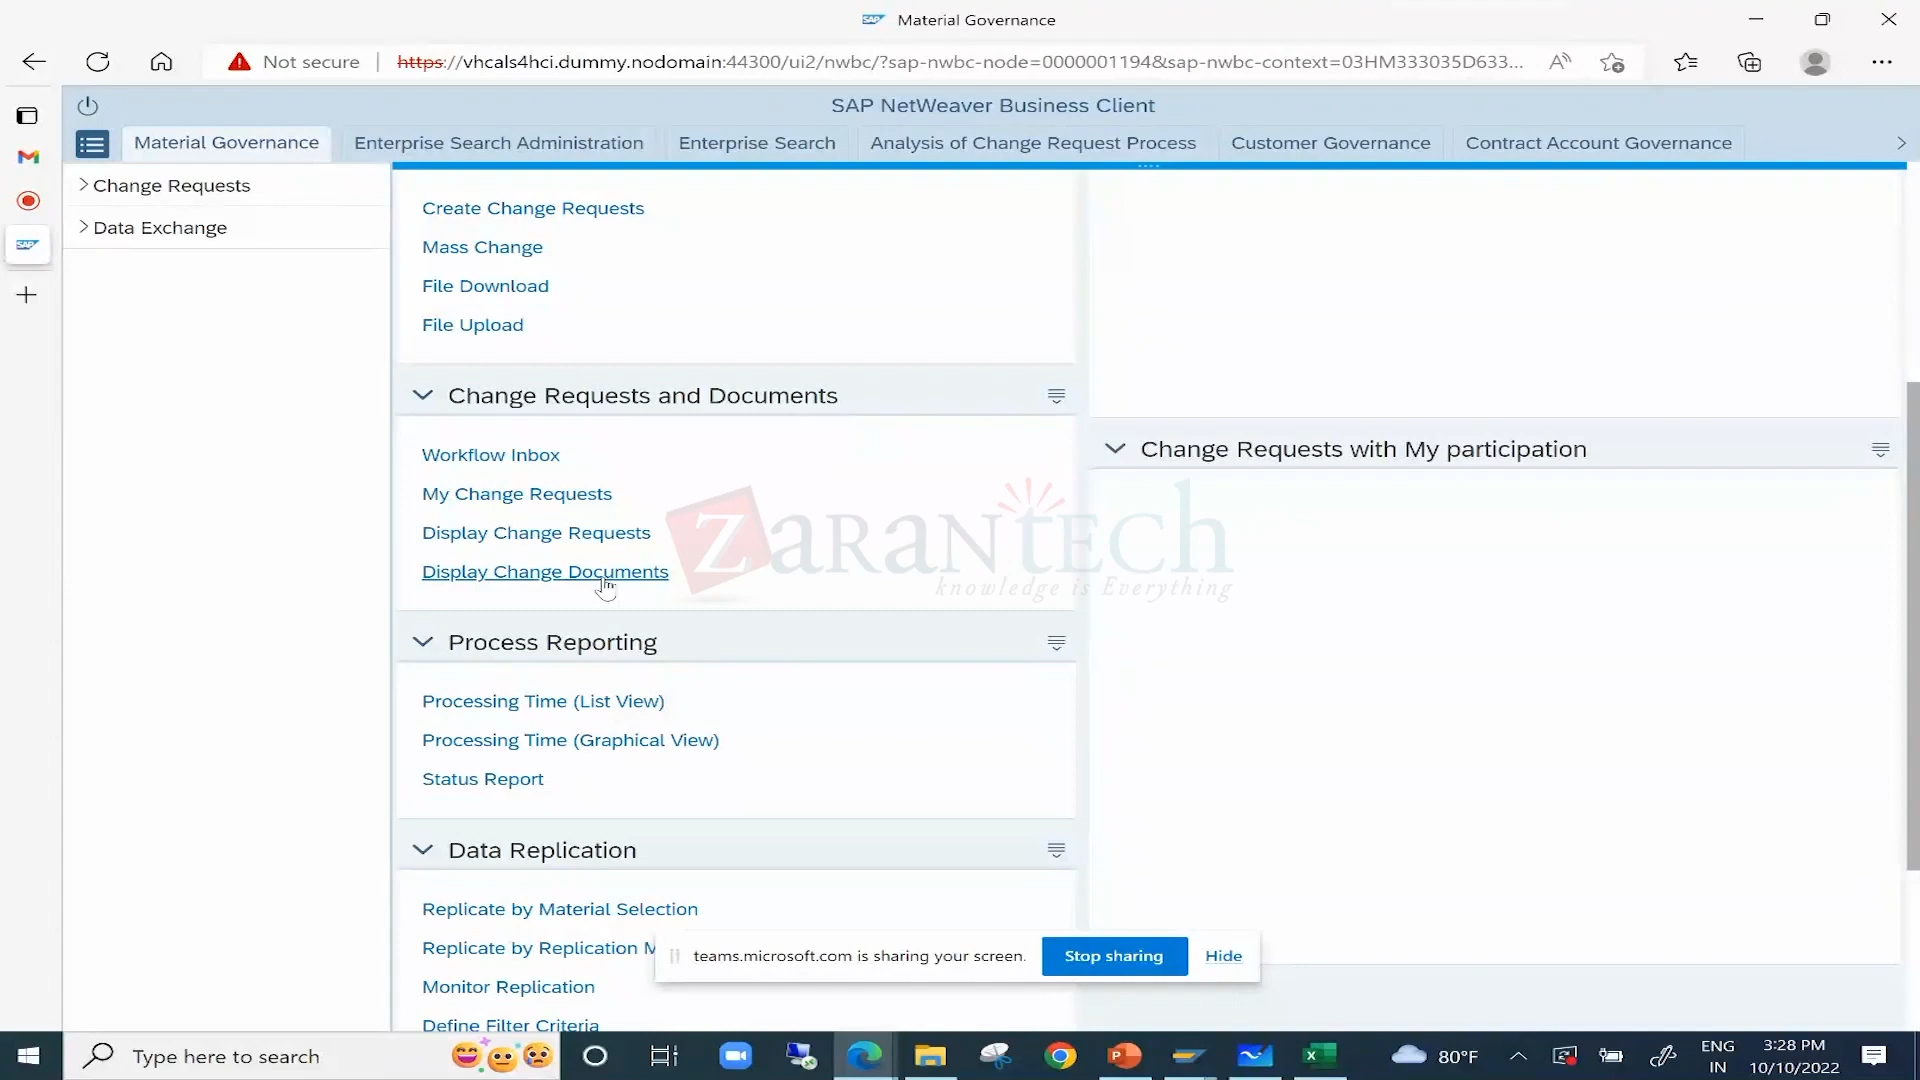 SAP Material Governance
Not secure https://vhcals4hci.dummy.nodomain:44300/ui2/nwbc/?sap-nwbc-node=0000001194&sap-nwbc-context=03HM333035D633...
SAP NetWeaver Business Client
Material Governance Enterprise Search Administration Enterprise Search Analysis of Change Request Process Customer Governance Contract Account Governance
Change Requests
Data Exchange
Create Change Requests
Mass Change
File Download
File Upload
Change Requests and Documents
Workflow Inbox
My Change Requests
Display Change Requests
Display Change Documents
Change Requests with My participation
ZARANTECH
knowledge is Everything
Process Reporting
Processing Time (List View)
Processing Time (Graphical View)
Status Report
Data Replication
Replicate by Material Selection
Replicate by Replication M
Monitor Replication
Define Filter Criteria
teams.microsoft.com is sharing your screen. Stop sharing Hide
Type here to search
80°F
ENG
IN
3:28 PM
10/10/2022